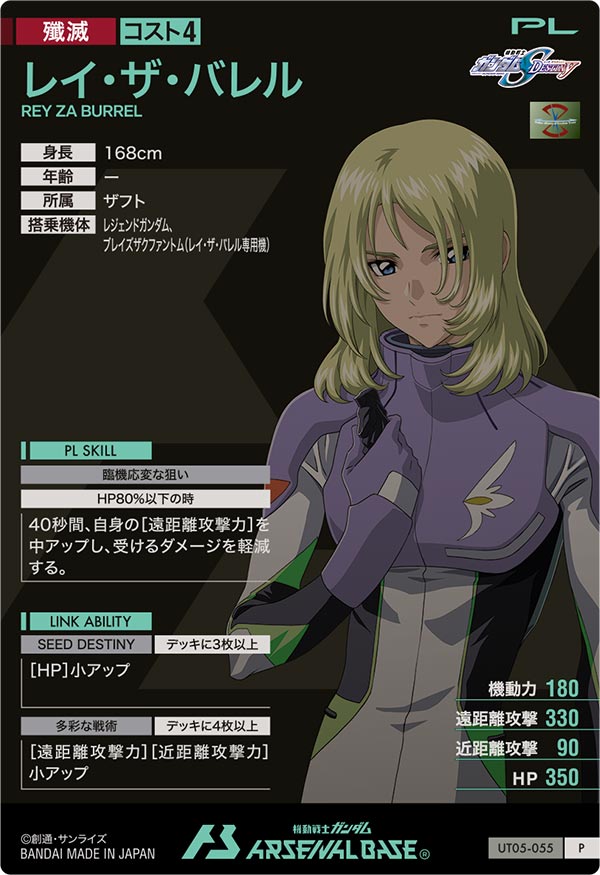 殲滅 コスト4 PL
レイ・ザ・バレル
REY ZA BURREL
機動戦士
ガンダム SEED DESTINY
身長 168cm
年齢 ー
所属 ザフト
搭乗機体 レジェンドガンダム、
ブレイズザクファントム(レイ・ザ・バレル専用機)
PL SKILL
臨機応変な狙い
HP80%以下の時
40秒間、自身の[遠距離攻撃力]を
中アップし、受けるダメージを軽減
する。
LINK ABILITY
SEED DESTINY デッキに3枚以上
[HP]小アップ
多彩な戦術 デッキに4枚以上
[遠距離攻撃力][近距離攻撃力]
小アップ
機動力 180
遠距離攻撃 330
近距離攻撃 90
HP 350
©創通・サンライズ
BANDAI MADE IN JAPAN
機動戦士ガンダム
ARSENAL BASE®
UT05-055 P